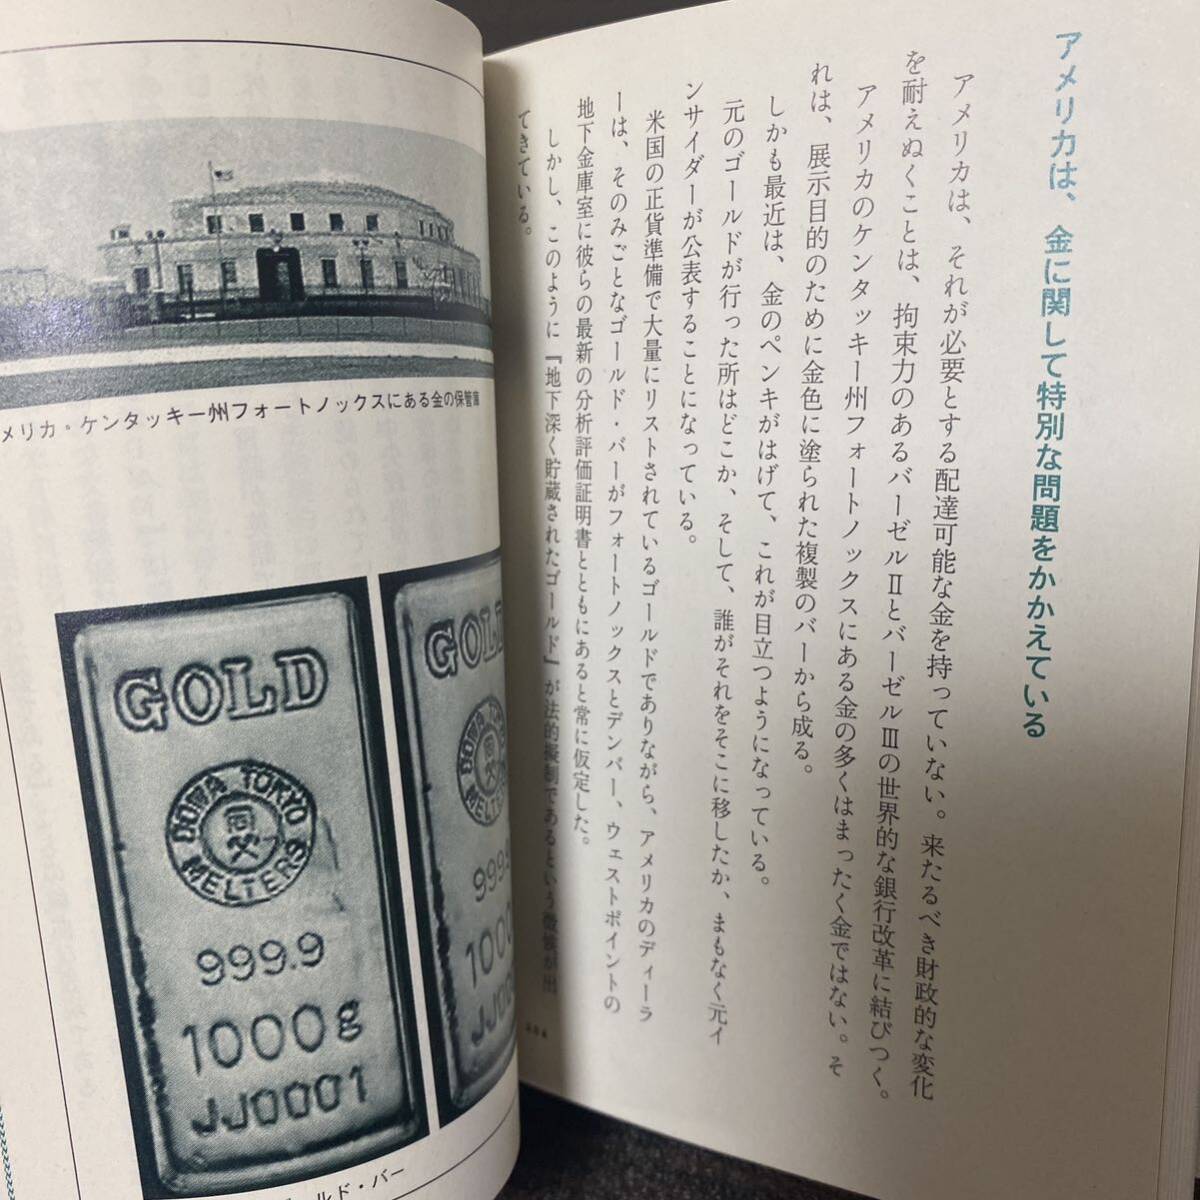 アメリカは、金に関して特別な問題をかかえている
アメリカは、それが必要とする配達可能な金を持っていない。来たるべき財政的な変化
を耐えぬくことは、拘束力のあるバーゼルⅡとバーゼルⅢの世界的な銀行改革に結びつく。
アメリカのケンタッキー州フォートノックスにある金の多くはまったく金ではない。そ
れは、展示目的のために金色に塗られた複製のバーから成る。
しかも最近は、金のペンキがはげて、これが目立つようになっている。
元のゴールドが行った所はどこか、そして、誰がそれをそこに移したか、まもなく元イ
ンサイダーが公表することになっている。
米国の正貨準備で大量にリストされているゴールドでありながら、アメリカのディーラ
ーは、そのみごとなゴールド・バーがフォートノックスとデンバー、ウェストポイントの
地下金庫室に彼らの最新の分析評価証明書とともにあると常に仮定した。
しかし、このように『地下深く貯蔵されたゴールド』が法的擬制であるという徴候が出
てきている。
メリカ・ケンタッキー州フォートノックスにある金の保管庫
GOLD
TOKYO
MELTERS
999.9
1000g
JJ0001
GOLD
MELTE
999.9
1000
JJ00
ールド・バー